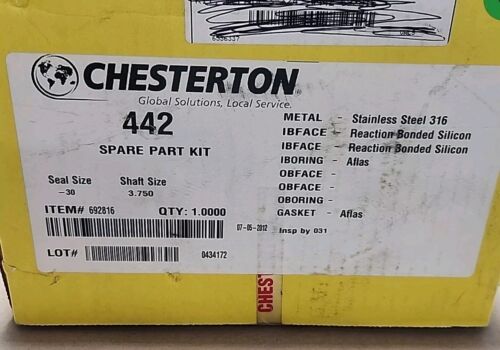 CHESTERTON
Global Solutions, Local Service.
442
SPARE PART KIT
Seal Size Shaft Size
-30 3.750
ITEM# 692816 QTY: 1.0000
07-05-2012
LOT# 0434172
METAL - Stainless Steel 316
IBFACE - Reaction Bonded Silicon
IBFACE - Reaction Bonded Silicon
IBORING - Aflas
OBFACE -
OBFACE -
OBORING -
GASKET - Aflas
Insp by 031
CHES